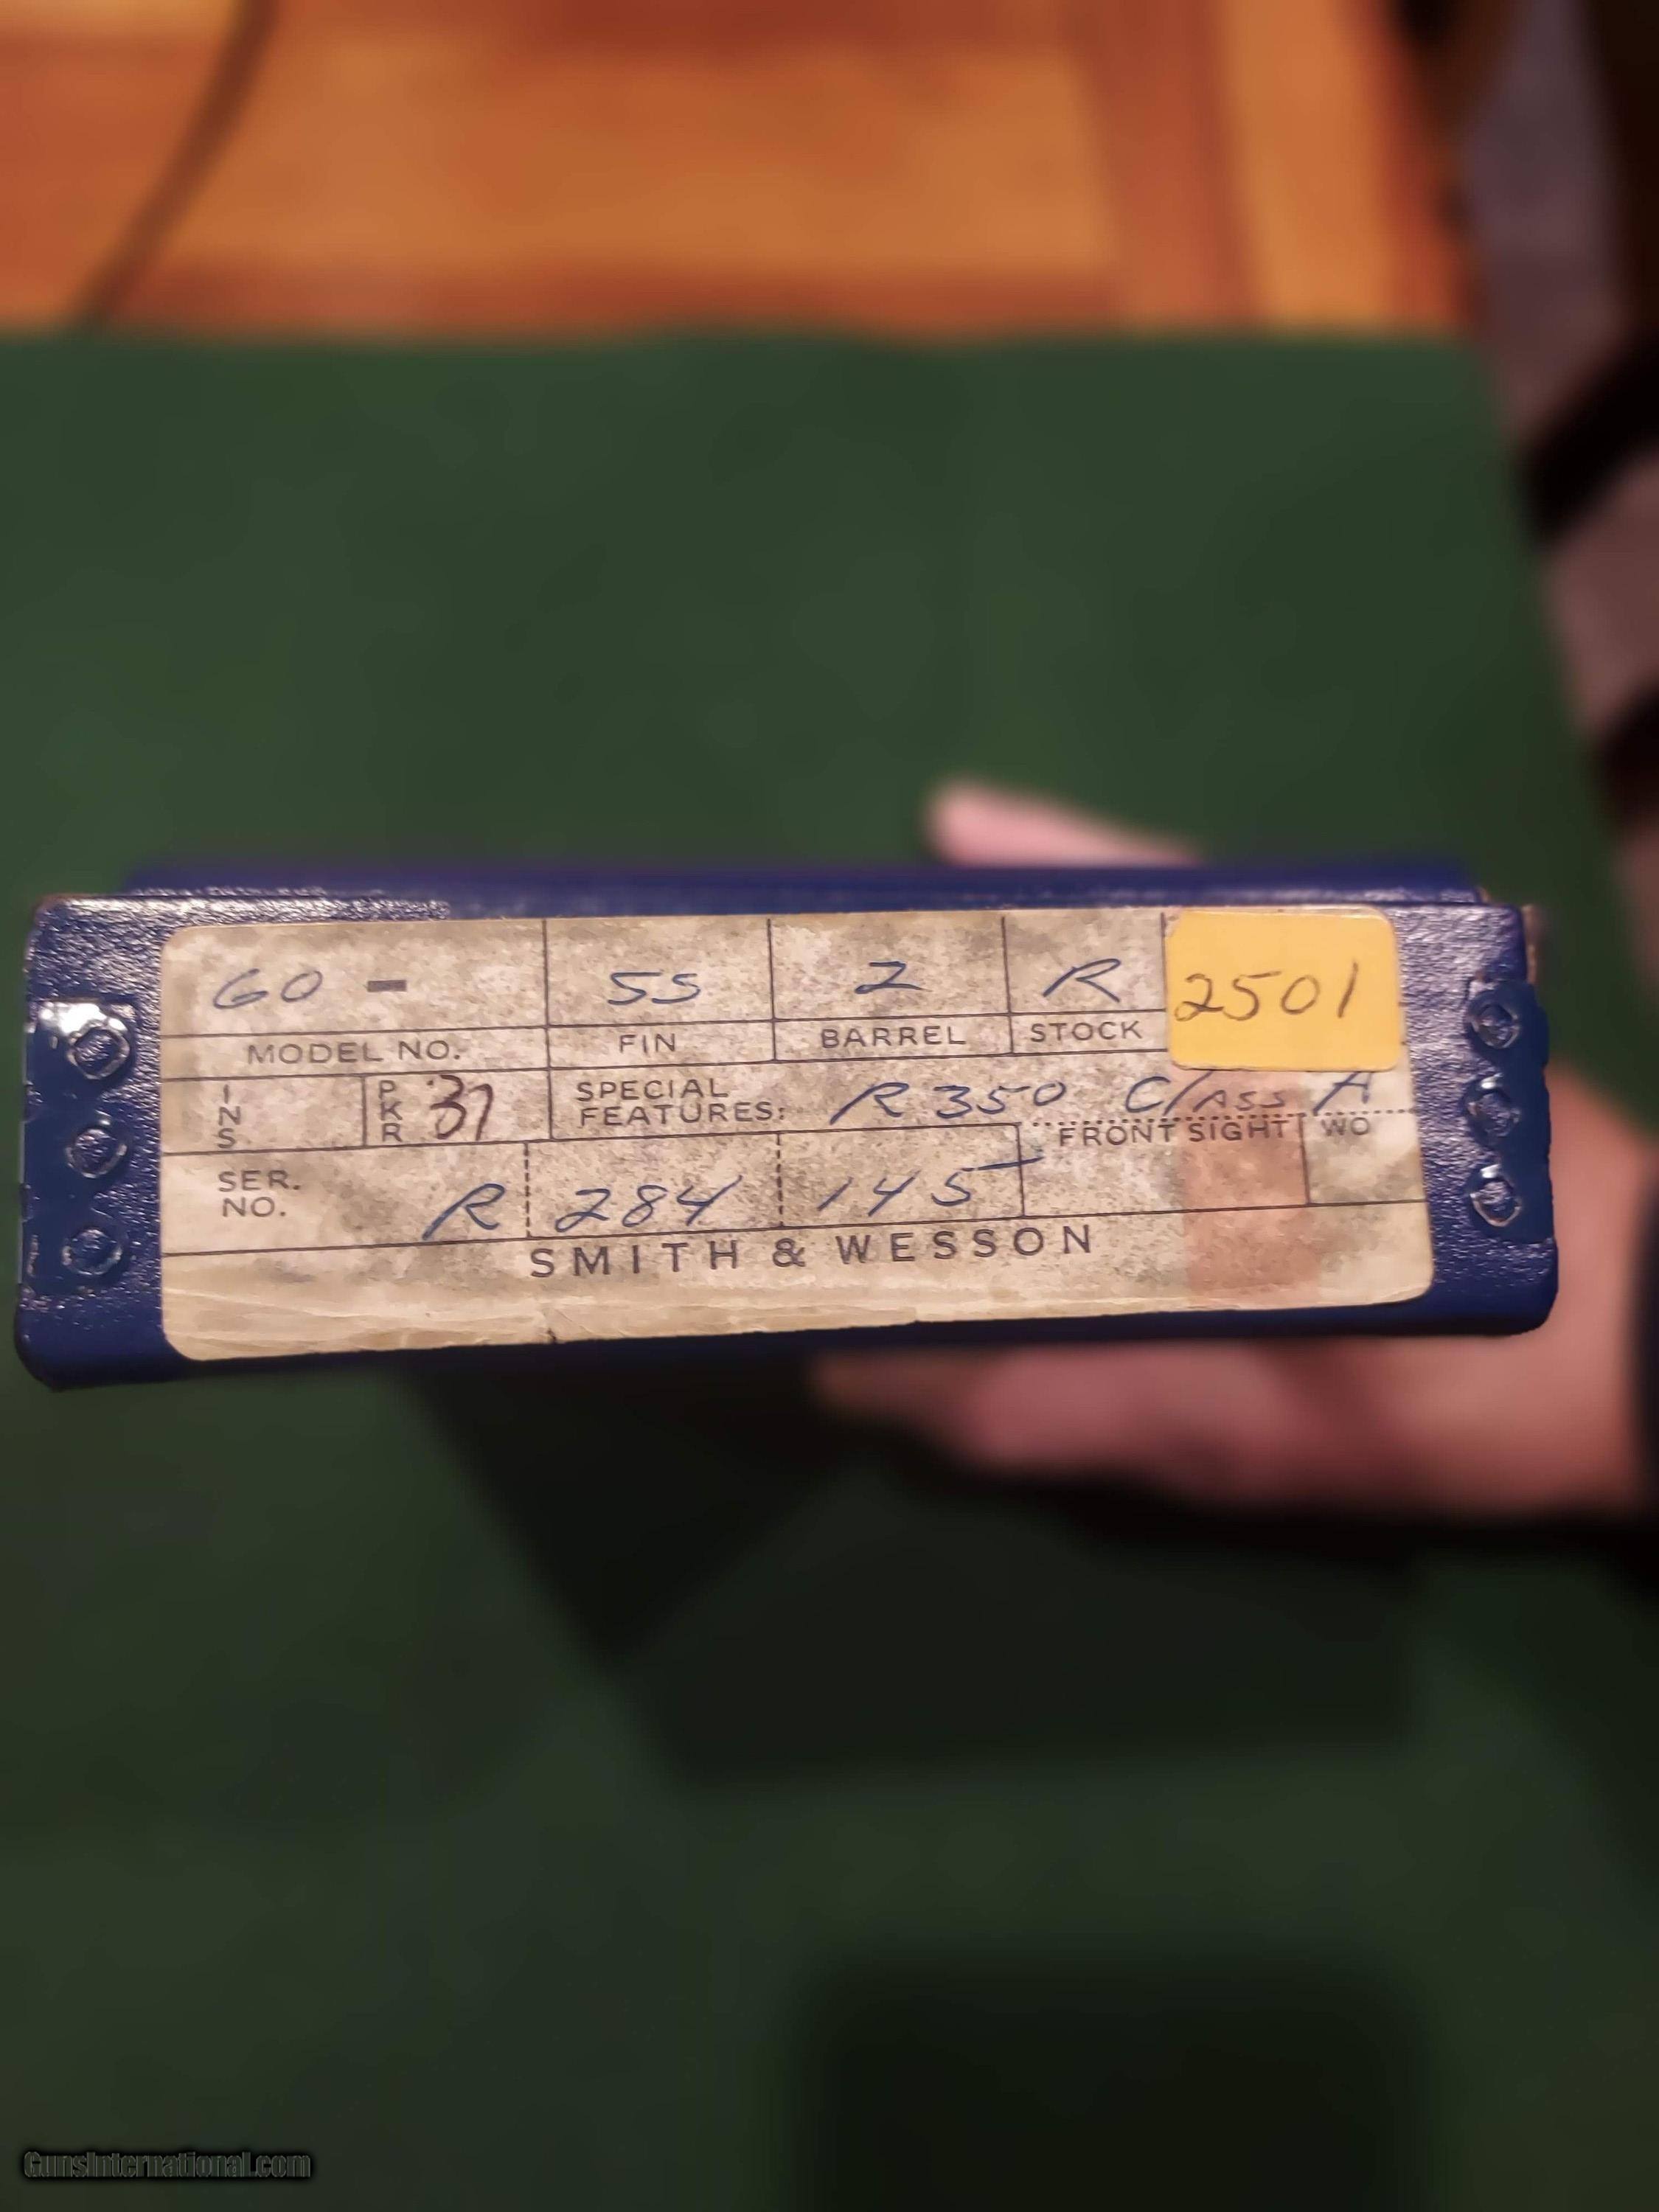 60 - SS 2 R 2501
MODEL NO. FIN BARREL STOCK
INS. PKR 37 SPECIAL FEATURES: R 350 Class A
FRONT SIGHT WO
SER. NO. R 284 145
SMITH & WESSON
GunsInternational.com